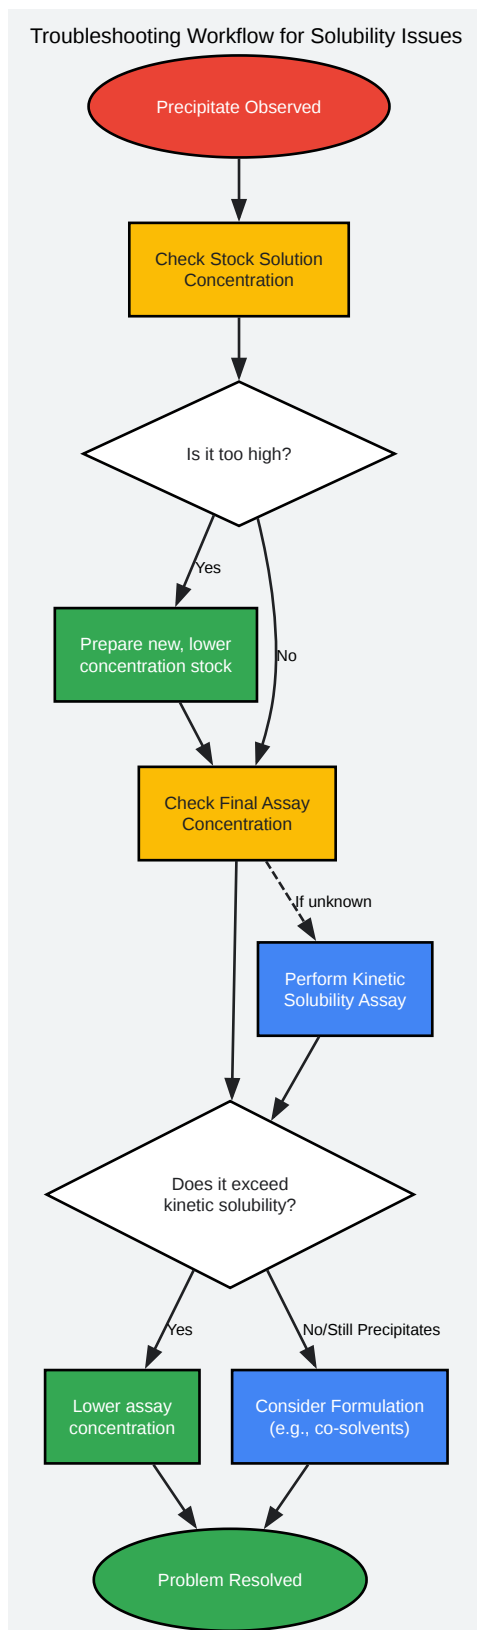 Troubleshooting Workflow for Solubility Issues
Precipitate Observed
Check Stock Solution
Concentration
Is it too high?
Yes
Prepare new, lower
concentration stock
No
Check Final Assay
Concentration
If unknown
Perform Kinetic
Solubility Assay
Does it exceed
kinetic solubility?
Yes
No/Still Precipitates
Lower assay
concentration
Consider Formulation
(e.g., co-solvents)
Problem Resolved